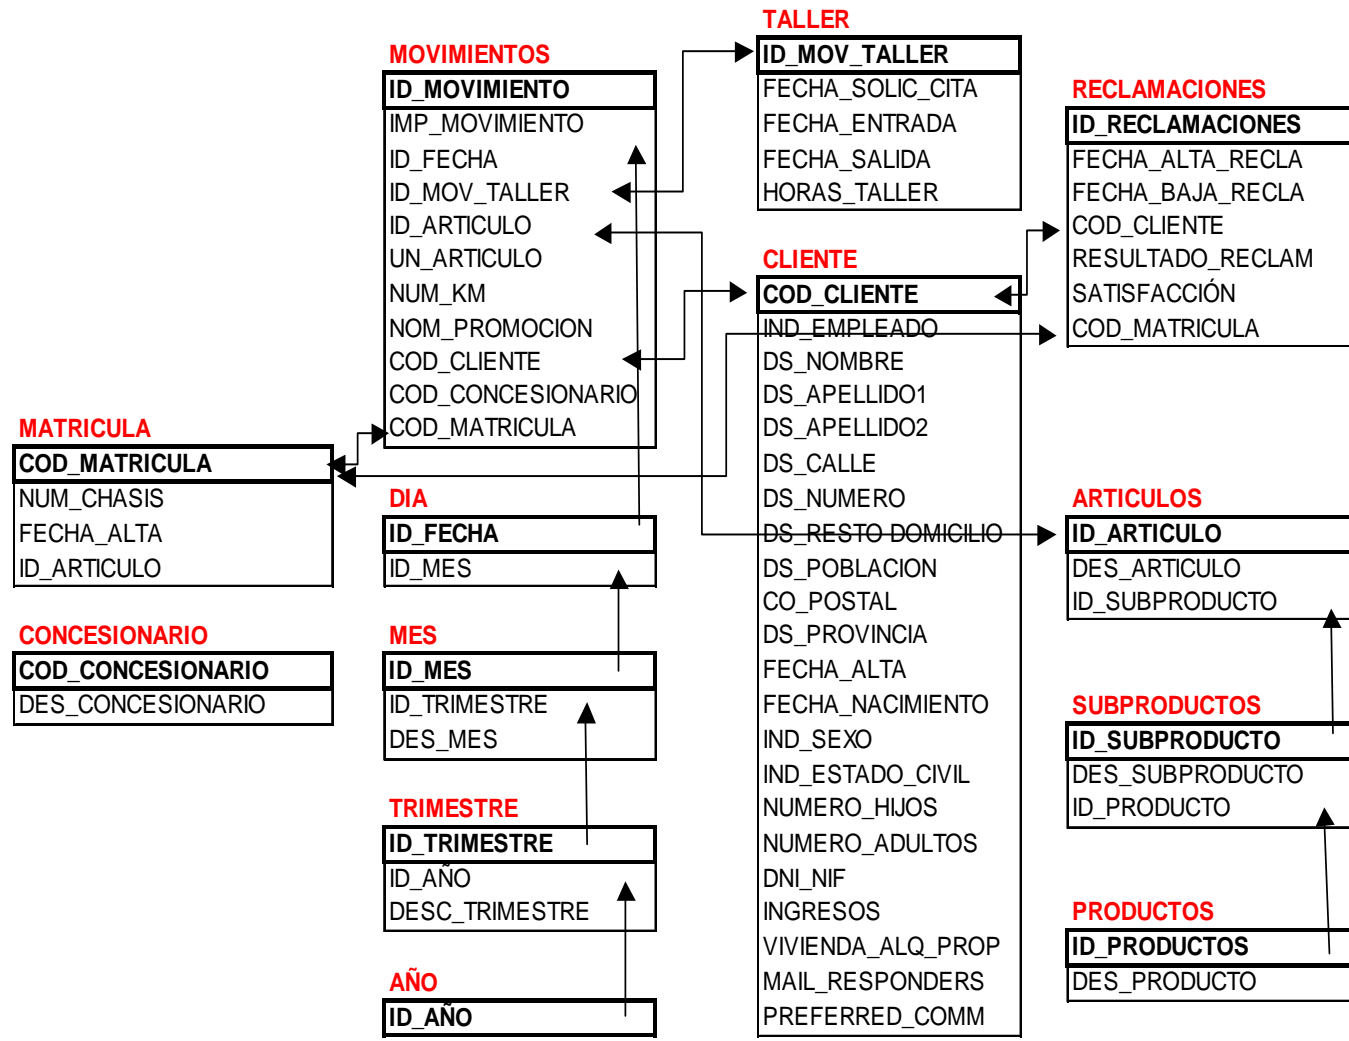 MOVIMIENTOS
ID_MOVIMIENTO
IMP_MOVIMIENTO
ID_FECHA
ID_MOV_TALLER
ID_ARTICULO
UN_ARTICULO
NUM_KM
NOM_PROMOCION
COD_CLIENTE
COD_CONCESIONARIO
COD_MATRICULA
TALLER
ID_MOV_TALLER
FECHA_SOLIC_CITA
FECHA_ENTRADA
FECHA_SALIDA
HORAS_TALLER
RECLAMACIONES
ID_RECLAMACIONES
FECHA_ALTA_RECLA
FECHA_BAJA_RECLA
COD_CLIENTE
RESULTADO_RECLAM
SATISFACCIÓN
COD_MATRICULA
MATRICULA
COD_MATRICULA
NUM_CHASIS
FECHA_ALTA
ID_ARTICULO
CONCESIONARIO
COD_CONCESIONARIO
DES_CONCESIONARIO
DIA
ID_FECHA
ID_MES
MES
ID_MES
ID_TRIMESTRE
DES_MES
TRIMESTRE
ID_TRIMESTRE
ID_AÑO
DESC_TRIMESTRE
AÑO
ID_AÑO
CLIENTE
COD_CLIENTE
IND_EMPLEADO
DS_NOMBRE
DS_APELLIDO1
DS_APELLIDO2
DS_CALLE
DS_NUMERO
DS_RESTO DOMICILIO
DS_POBLACION
CO_POSTAL
DS_PROVINCIA
FECHA_ALTA
FECHA_NACIMIENTO
IND_SEXO
IND_ESTADO_CIVIL
NUMERO_HIJOS
NUMERO_ADULTOS
DNI_NIF
INGRESOS
VIVIENDA_ALQ_PROP
MAIL_RESPONDERS
PREFERRED_COMM
ARTICULOS
ID_ARTICULO
DES_ARTICULO
ID_SUBPRODUCTO
SUBPRODUCTOS
ID_SUBPRODUCTO
DES_SUBPRODUCTO
ID_PRODUCTO
PRODUCTOS
ID_PRODUCTOS
DES_PRODUCTO